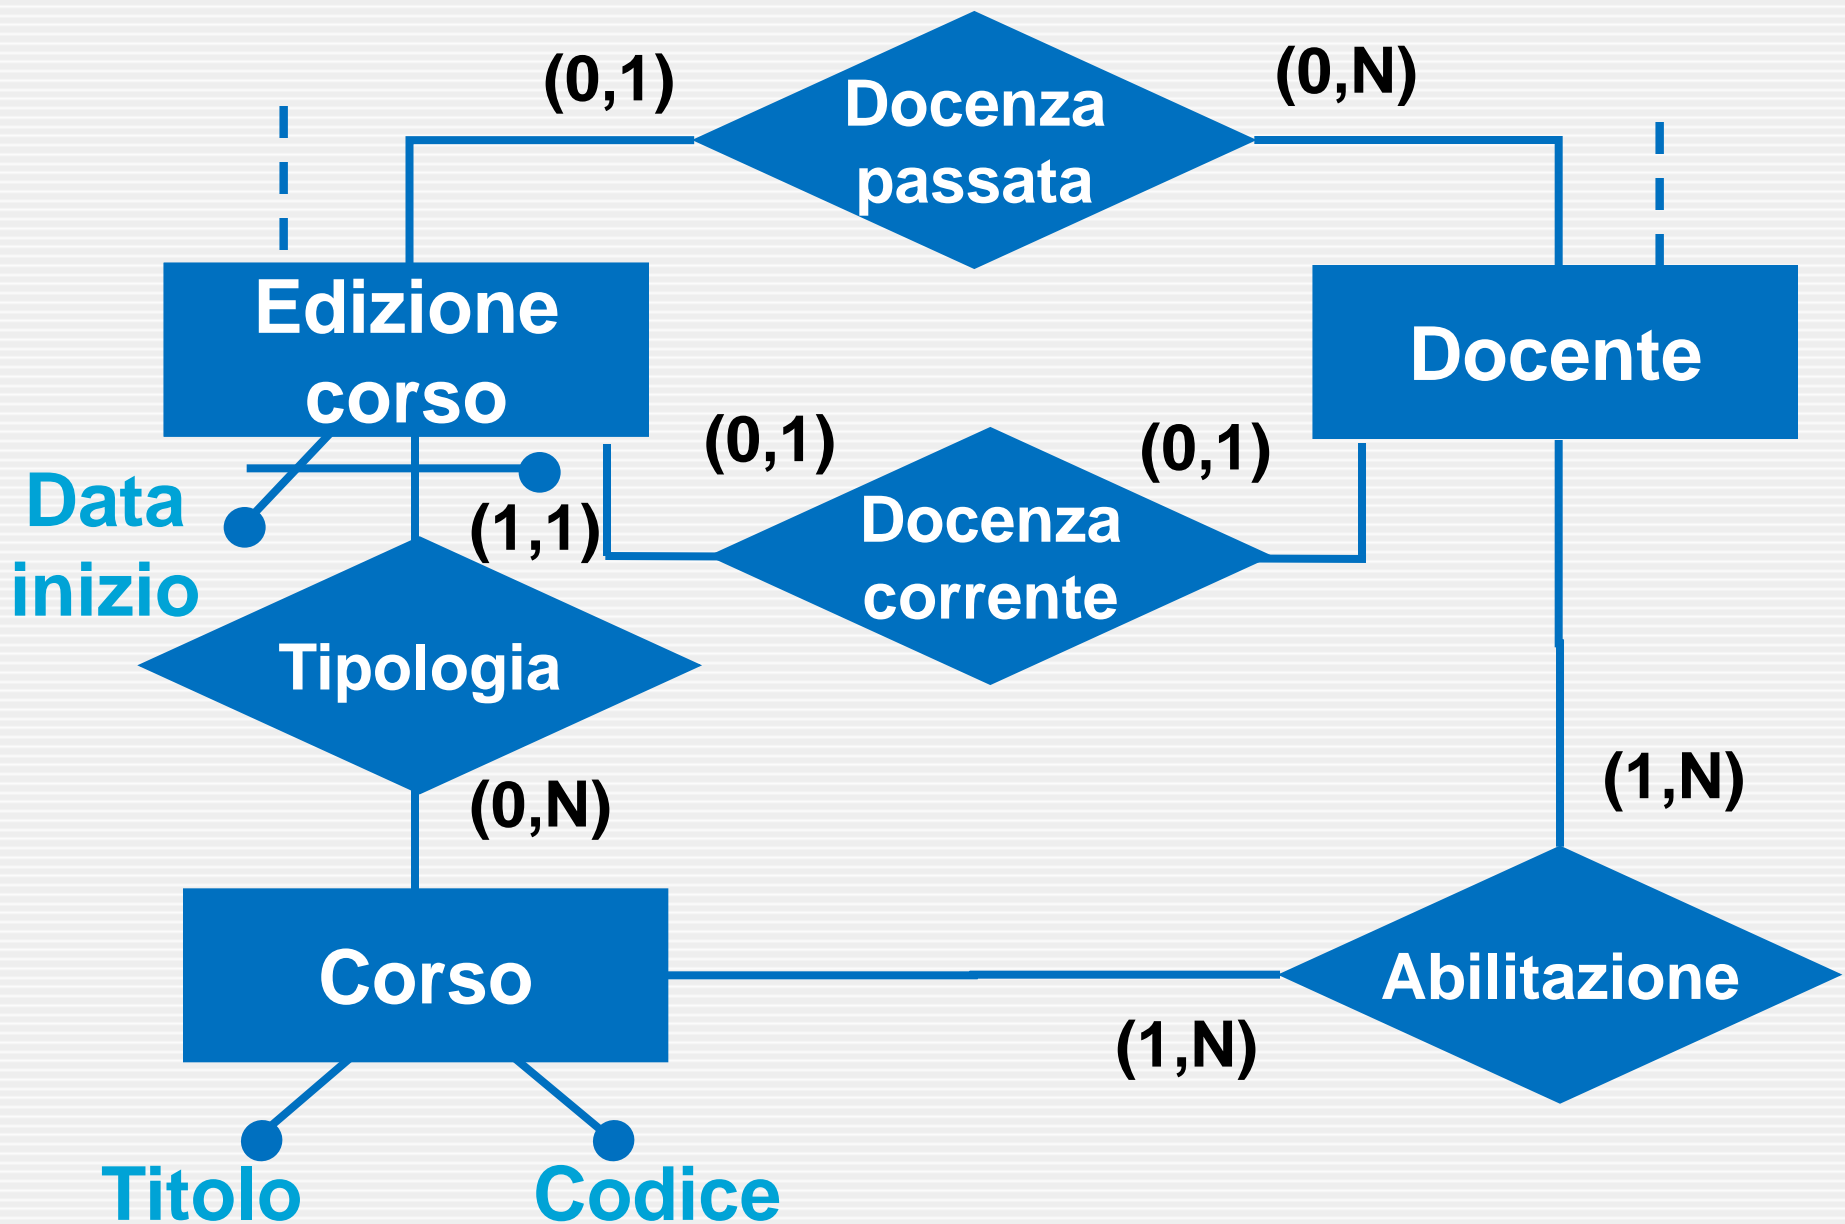 (0,1)
(0,N)
Docenza
passata
Edizione
corso
Docente
(0,1)
(0,1)
Data
inizio
(1,1)
Docenza
corrente
Tipologia
(0,N)
(1,N)
Corso
Abilitazione
(1,N)
Titolo
Codice